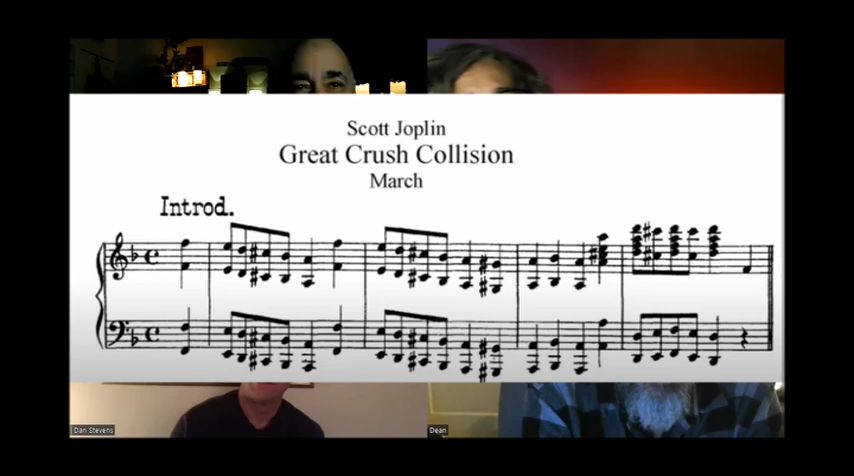 Scott Joplin
Great Crush Collision
March
Introd.
Dan Stevens
Dean